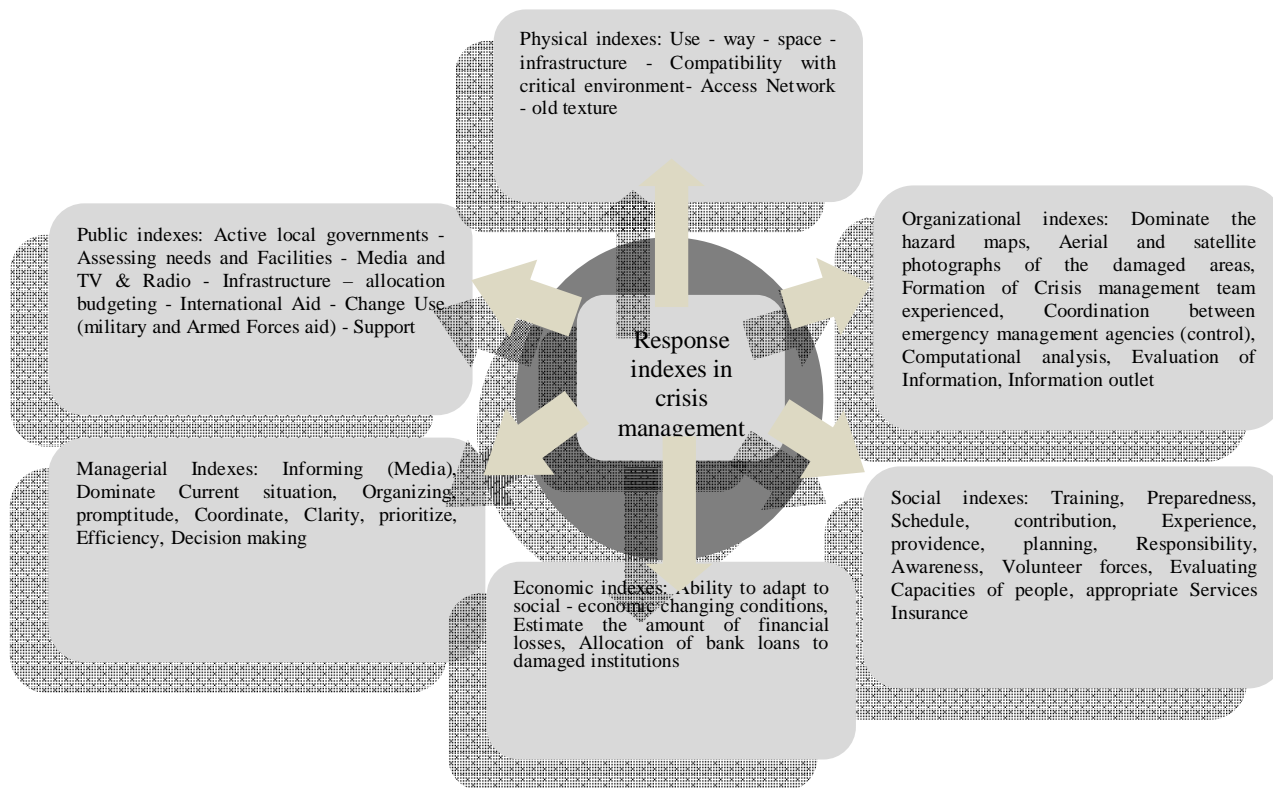 Physical indexes: Use - way - space -
infrastructure - Compatibility with
critical environment- Access Network
- old texture
Public indexes: Active local governments -
Assessing needs and Facilities - Media and
TV & Radio - Infrastructure – allocation
budgeting - International Aid - Change Use
(military and Armed Forces aid) - Support
Organizational indexes: Dominate the
hazard maps, Aerial and satellite
photographs of the damaged areas,
Formation of Crisis management team
experienced, Coordination between
emergency management agencies (control),
Computational analysis, Evaluation of
Information, Information outlet
Response
indexes in
crisis
management
Managerial Indexes: Informing (Media),
Dominate Current situation, Organizing,
promptitude, Coordinate, Clarity, prioritize,
Efficiency, Decision making
Social indexes: Training, Preparedness,
Schedule, contribution, Experience,
providence, planning, Responsibility,
Awareness, Volunteer forces, Evaluating
Capacities of people, appropriate Services
Insurance
Economic indexes: Ability to adapt to
social - economic changing conditions,
Estimate the amount of financial
losses, Allocation of bank loans to
damaged institutions